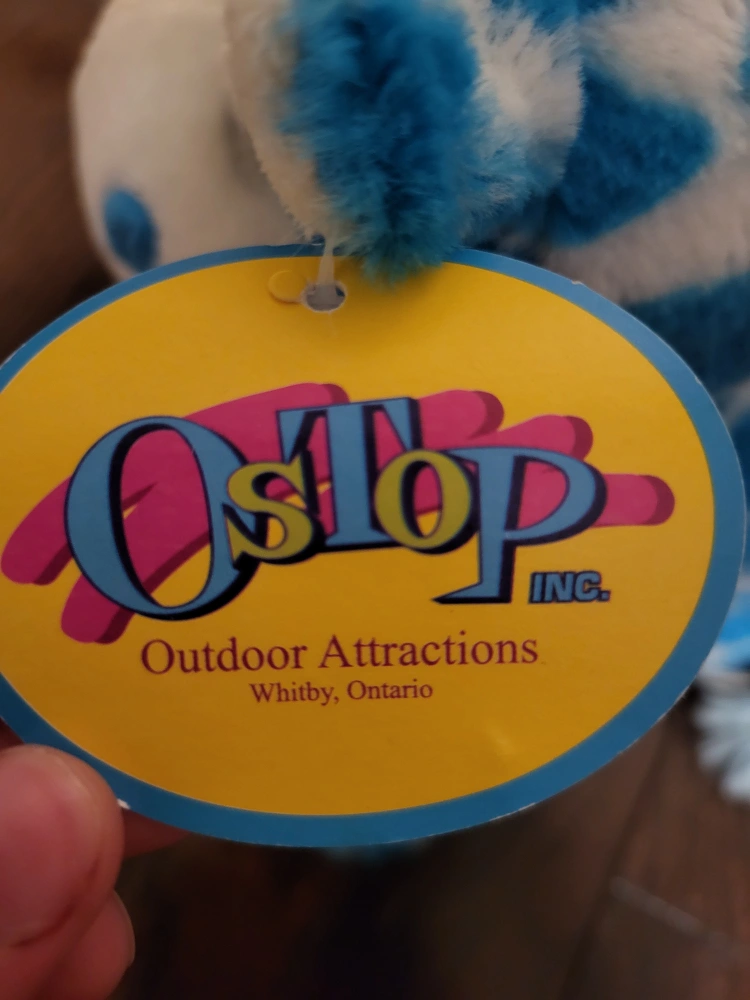 OsToP
INC.
Outdoor Attractions
Whitby, Ontario